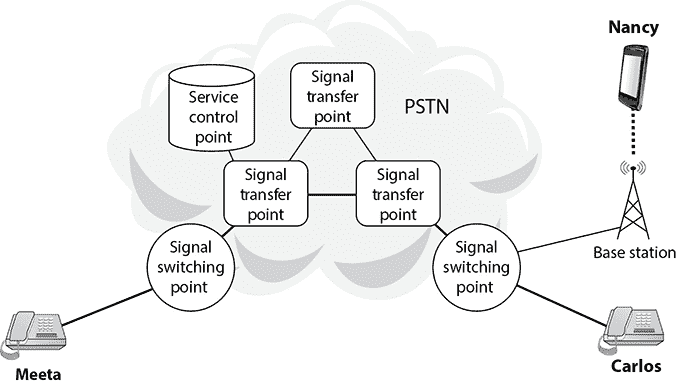 Nancy
Signal
transfer
point
PSTN
Service
control
point
Signal
transfer
point
Signal
transfer
point
Signal
switching
point
Signal
switching
point
Base station
Meeta
Carlos